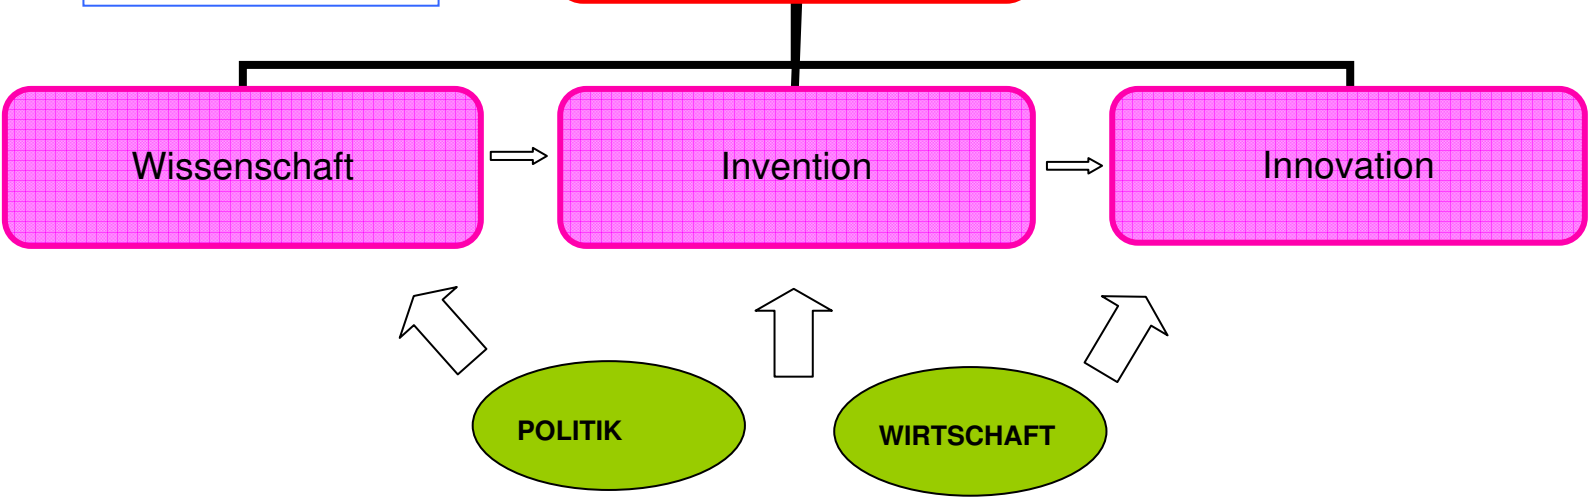 Wissenschaft
Invention
Innovation
POLITIK
WIRTSCHAFT